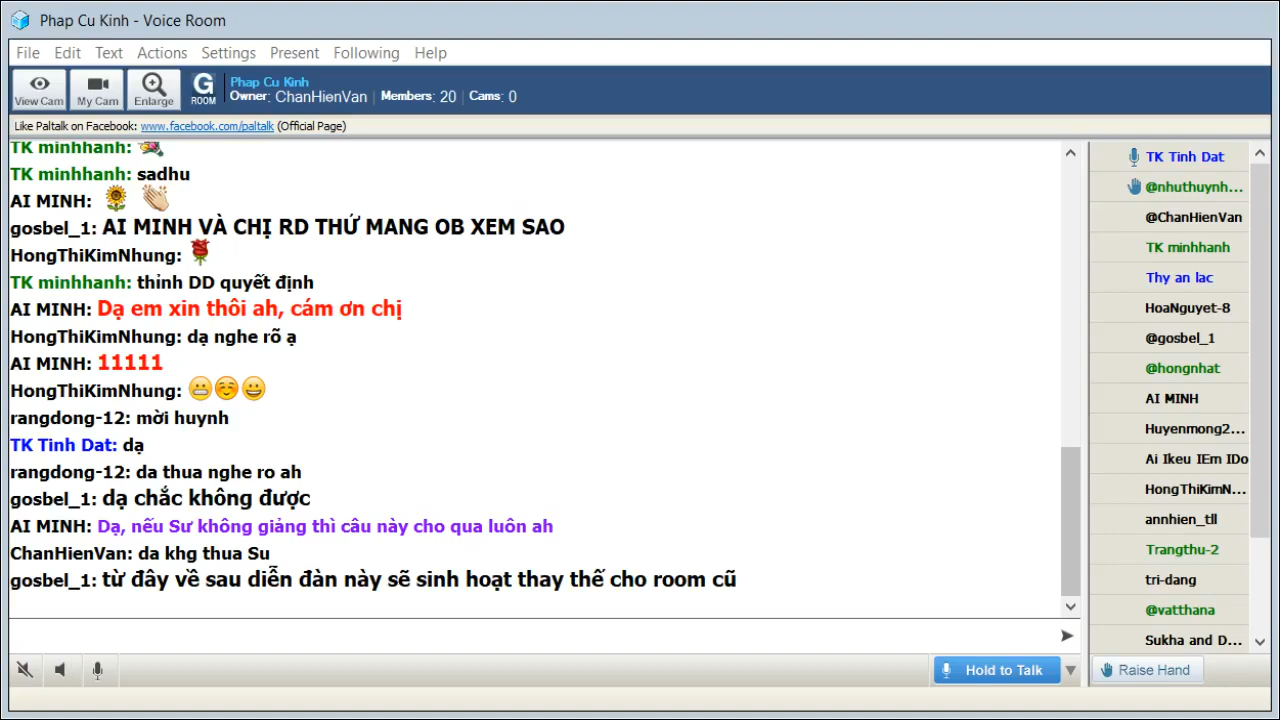 Phap Cu Kinh - Voice Room
File Edit Text Actions Settings Present Following Help
View Cam My Cam Enlarge G ROOM
Phap Cu Kinh
Owner: ChanHienVan | Members: 20 | Cams: 0
Like Paltalk on Facebook: www.facebook.com/paltalk (Official Page)
TK minhhanh:
TK minhhanh: sadhu
AI MINH:
gosbel_1: AI MINH VÀ CHỊ RD THỨ MANG OB XEM SAO
HongThiKimNhung:
TK minhhanh: thỉnh DD quyết định
AI MINH: Dạ em xin thôi ah, cám ơn chị
HongThiKimNhung: dạ nghe rõ ạ
AI MINH: 11111
HongThiKimNhung:
rangdong-12: mời huynh
TK Tinh Dat: dạ
rangdong-12: da thua nghe ro ah
gosbel_1: dạ chắc không được
AI MINH: Dạ, nếu Sư không giảng thì câu này cho qua luôn ah
ChanHienVan: da khg thua Su
gosbel_1: từ đây về sau diễn đàn này sẽ sinh hoạt thay thế cho room cũ
TK Tinh Dat
@nhuthuynh...
@ChanHienVan
TK minhhanh
Thy an lac
HoaNguyet-8
@gosbel_1
@hongnhat
AI MINH
Huyenmong2...
Ai Ikeu IEm IDo
HongThiKimN...
annhien_tll
Trangthu-2
tri-dang
@vatthana
Sukha and D...
Hold to Talk
Raise Hand